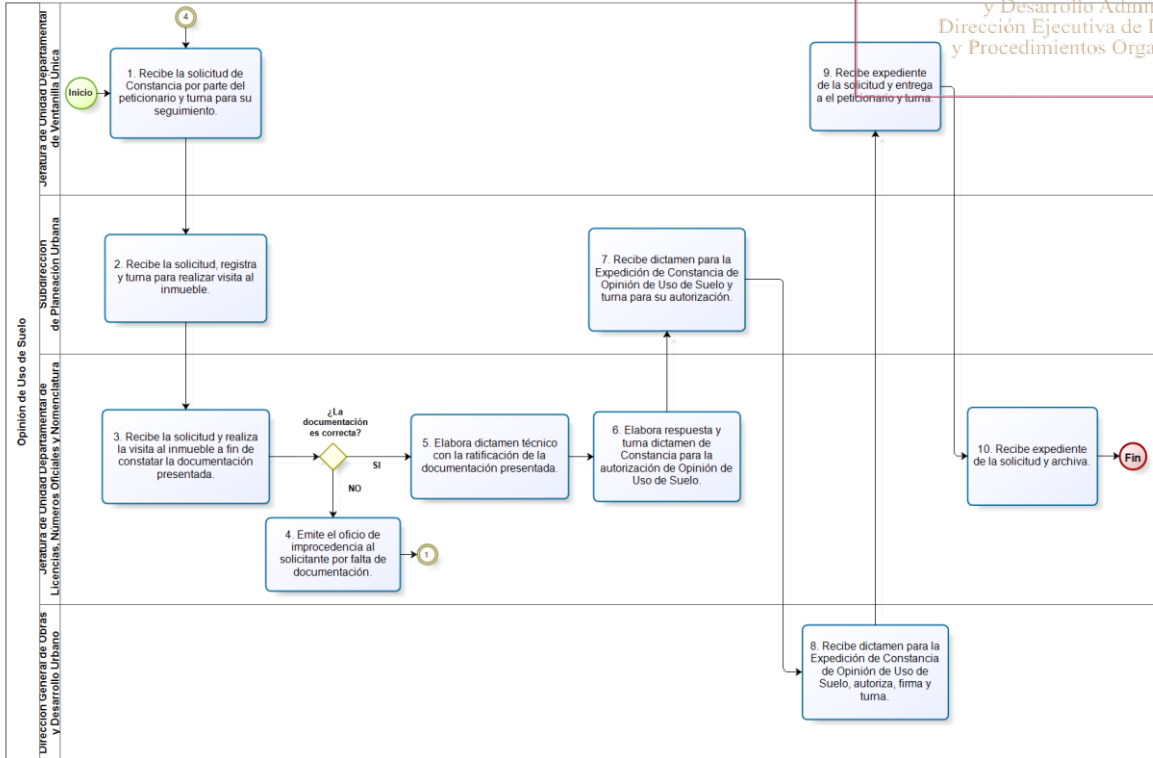 y Desarrollo Admin
Dirección Ejecutiva de
y Procedimientos Orga
Opinión de Uso de Suelo
Jefatura de Unidad Departamental
de Ventanilla Única
4
Inicio
1. Recibe la solicitud de
Constancia por parte del
peticionario y turna para su
seguimiento.
9. Recibe expediente
de la solicitud y entrega
a el peticionario y turna.
Subdirección
de Planeación Urbana
2. Recibe la solicitud, registra
y turna para realizar visita al
inmueble.
7. Recibe dictamen para la
Expedición de Constancia de
Opinión de Uso de Suelo y
turna para su autorización.
Jefatura de Unidad Departamental de
Licencias, Números Oficiales y Nomenclatura
3. Recibe la solicitud y realiza
la visita al inmueble a fin de
constatar la documentación
presentada.
¿La
documentación
es correcta?
SI
NO
5. Elabora dictamen técnico
con la ratificación de la
documentación presentada.
6. Elabora respuesta y
turna dictamen de
Constancia para la
autorización de Opinión de
Uso de Suelo.
10. Recibe expediente
de la solicitud y archiva.
Fin
4. Emite el oficio de
improcedencia al
solicitante por falta de
documentación.
1
Dirección General de Obras
y Desarrollo Urbano
8. Recibe dictamen para la
Expedición de Constancia
de Opinión de Uso de
Suelo, autoriza, firma y
turna.